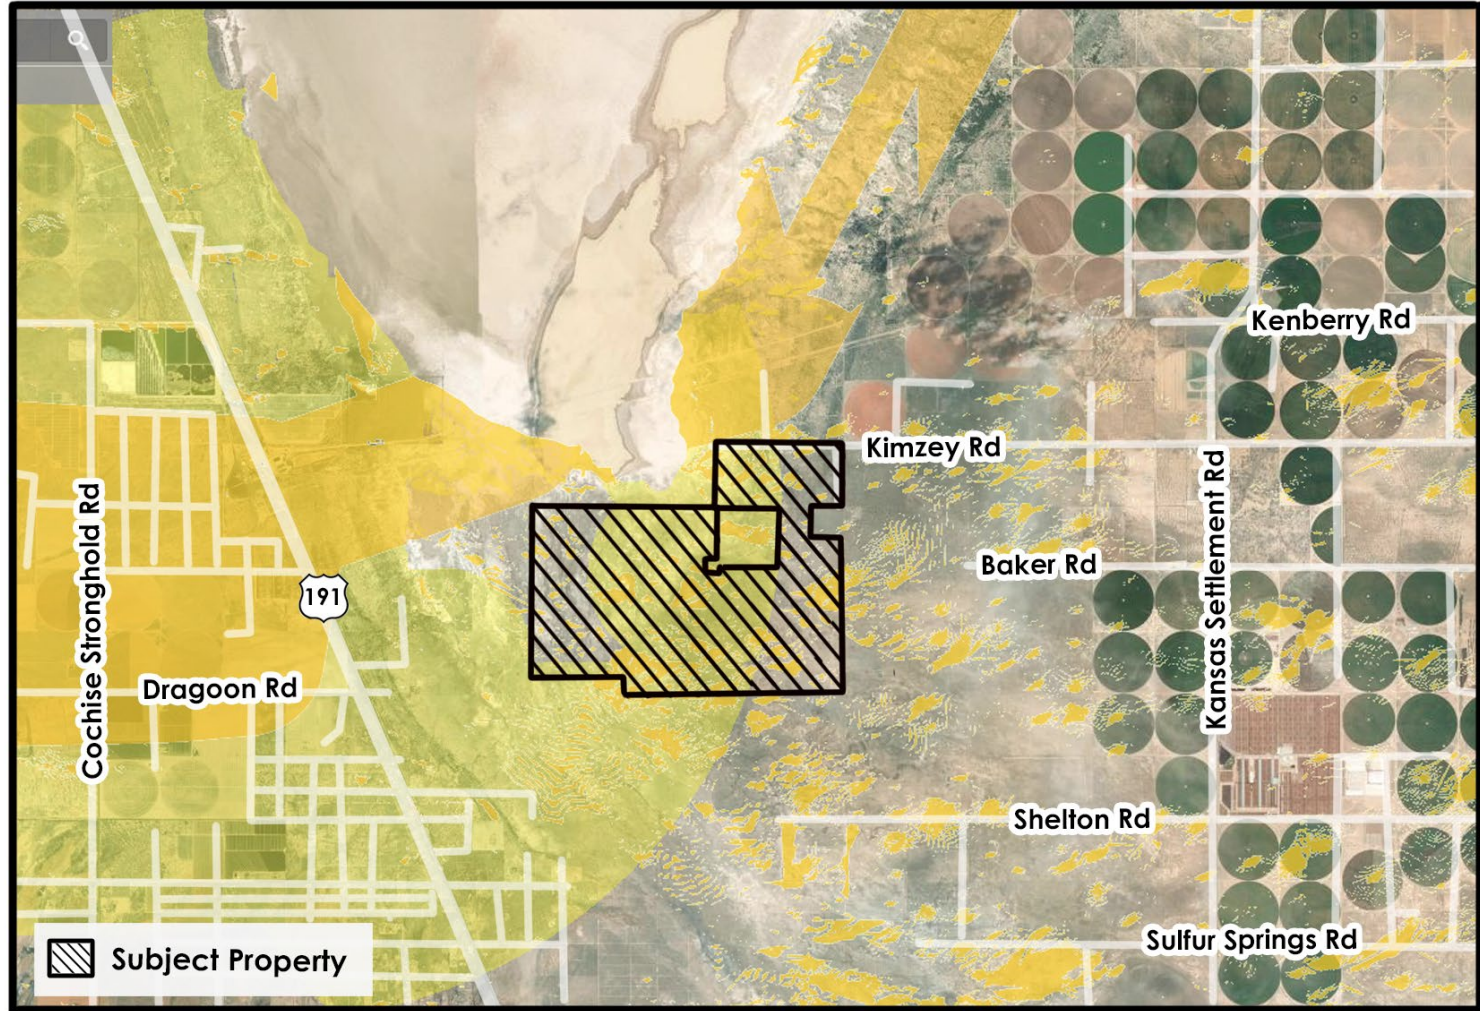 Kenberry Rd
Kimzey Rd
Cochise Stronghold Rd
Kansas Settlement Rd
Baker Rd
191
Dragoon Rd
Shelton Rd
Sulfur Springs Rd
Subject Property